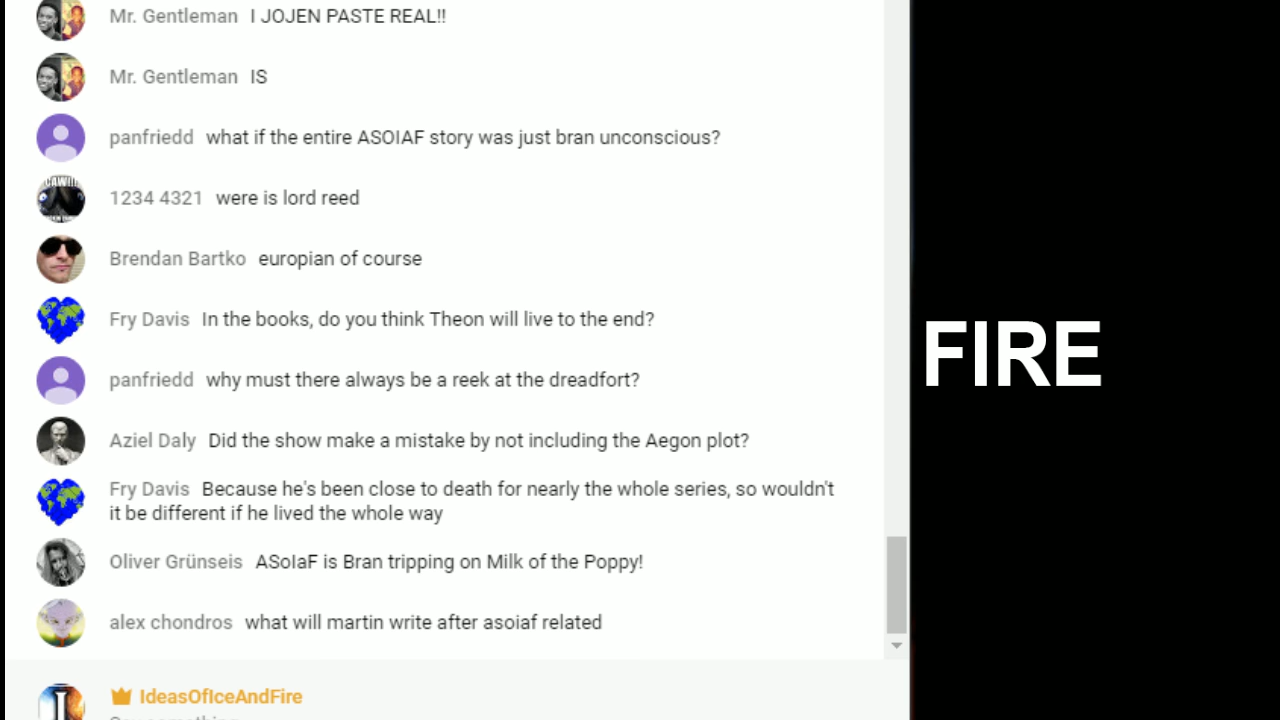 Mr. Gentleman I JOJEN PASTE REAL!!
Mr. Gentleman IS
panfriedd what if the entire ASOIAF story was just bran unconscious?
1234 4321 were is lord reed
Brendan Bartko europian of course
Fry Davis In the books, do you think Theon will live to the end?
FIRE
panfriedd why must there always be a reek at the dreadfort?
Aziel Daly Did the show make a mistake by not including the Aegon plot?
Fry Davis Because he's been close to death for nearly the whole series, so wouldn't
it be different if he lived the whole way
Oliver Grünseis ASoIaF is Bran tripping on Milk of the Poppy!
alex chondros what will martin write after asoiaf related
IdeasOfIceAndFire